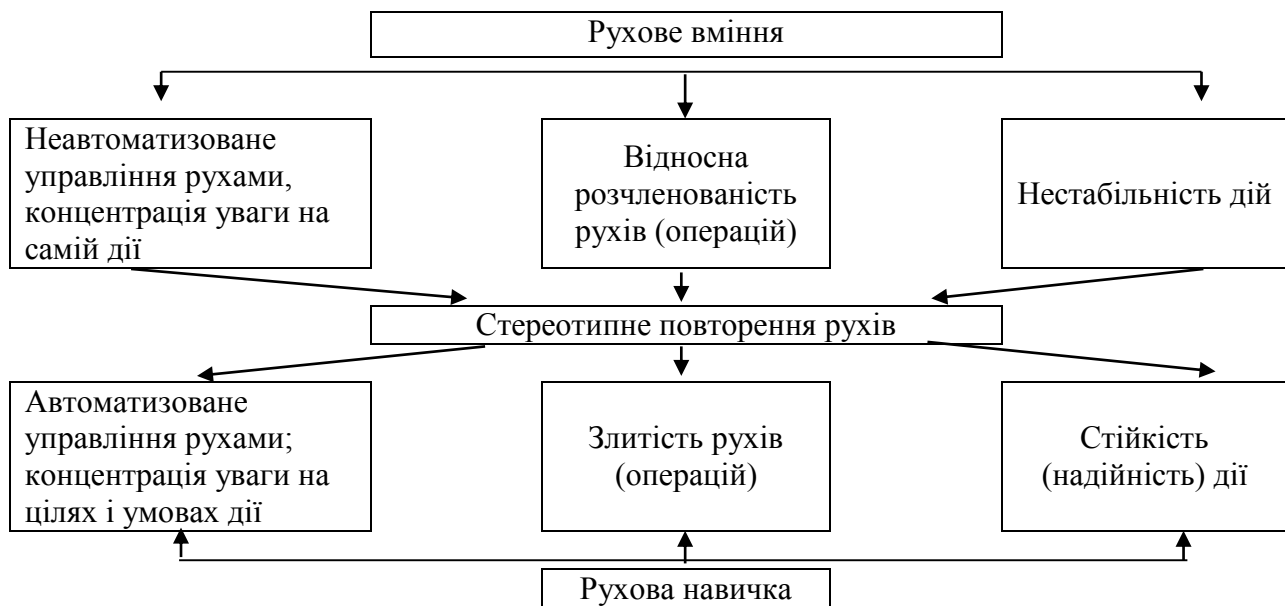 Рухове вміння
Неавтоматизоване
управління рухами,
концентрація уваги на
самій дії
Відносна
розчленованість
рухів (операцій)
Нестабільність дій
Стереотипне повторення рухів
Автоматизоване
управління рухами;
концентрація уваги на
цілях і умовах дії
Злитість рухів
(операцій)
Стійкість
(надійність) дії
Рухова навичка